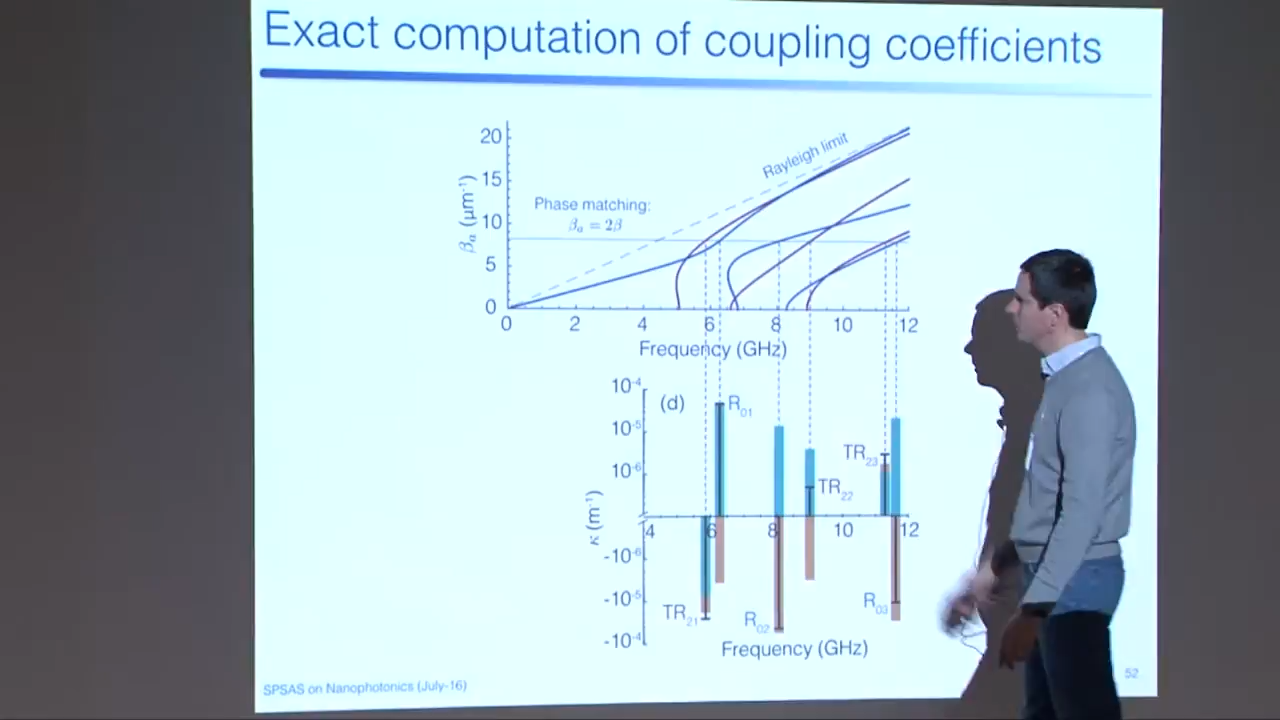 Exact computation of coupling coefficients
20
15
10
5
0
βa (µm⁻¹)
Rayleigh limit
Phase matching:
βa = 2β
0 2 4 6 8 10 12
Frequency (GHz)
10⁻⁴
10⁻⁵
10⁻⁶
-10⁻⁶
-10⁻⁵
-10⁻⁴
κ (m⁻¹)
(d)
R01
TR23
TR22
4 6 8 10 12
TR21
R02
R03
Frequency (GHz)
SPSAS on Nanophotonics (July-16)
52